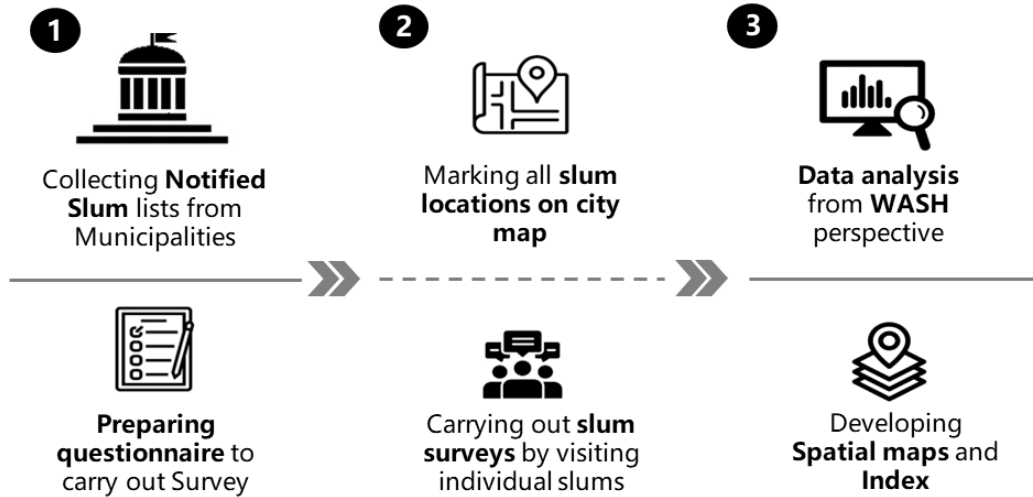 1
Collecting Notified
Slum lists from
Municipalities
Preparing
questionnaire to
carry out Survey
2
Marking all slum
locations on city
map
Carrying out slum
surveys by visiting
individual slums
3
Data analysis
from WASH
perspective
Developing
Spatial maps and
Index